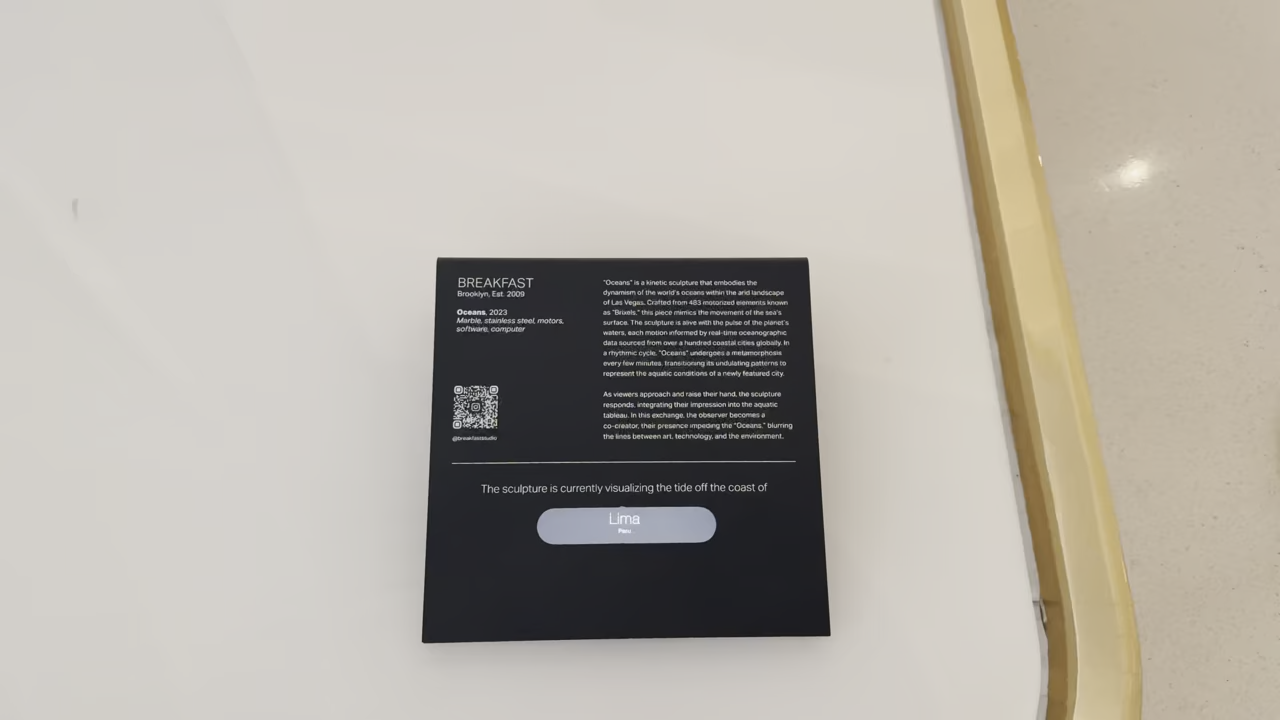 BREAKFAST
Brooklyn, Est. 2009
Oceans, 2023
Marble, stainless steel, motors,
software, computer
@breakfaststudio
"Oceans" is a kinetic sculpture that embodies the
dynamism of the world's oceans within the arid landscape
of Las Vegas. Crafted from 483 motorized elements known
as "Brixels," this piece mimics the movement of the sea's
surface. The sculpture is alive with the pulse of the planet's
waters, each motion informed by real-time oceanographic
data sourced from over a hundred coastal cities globally. In
a rhythmic cycle, "Oceans" undergoes a metamorphosis
every few minutes, transitioning its undulating patterns to
represent the aquatic conditions of a newly featured city.
As viewers approach and raise their hand, the sculpture
responds, integrating their impression into the aquatic
tableau. In this exchange, the observer becomes a
co-creator, their presence impeding the "Oceans," blurring
the lines between art, technology, and the environment.
The sculpture is currently visualizing the tide off the coast of
Lima
Peru